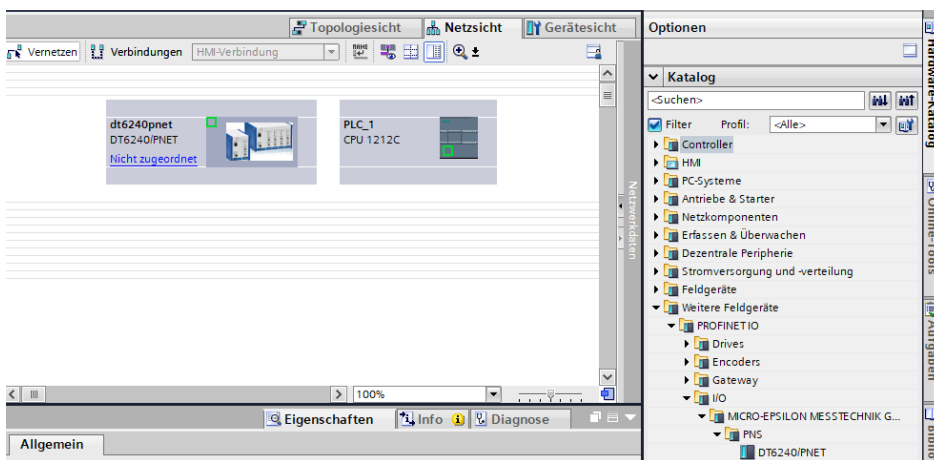 Topologiesicht
Netzsicht
Gerätesicht
Optionen
Vernetzen
Verbindungen
HMI-Verbindung
Katalog
<Suchen>
Filter
Profil:
<Alle>
dt6240pnet
DT6240/PNET
Nicht zugeordnet
PLC_1
CPU 1212C
Netzwerkdaten
Controller
HMI
PC-Systeme
Antriebe & Starter
Netzkomponenten
Erfassen & Überwachen
Dezentrale Peripherie
Stromversorgung und -verteilung
Feldgeräte
Weitere Feldgeräte
PROFINET IO
Drives
Encoders
Gateway
I/O
MICRO-EPSILON MESSTECHNIK G...
PNS
DT6240/PNET
100%
Eigenschaften
Info
Diagnose
Allgemein
Hardware-Katalog
Online-Tools
Aufgaben